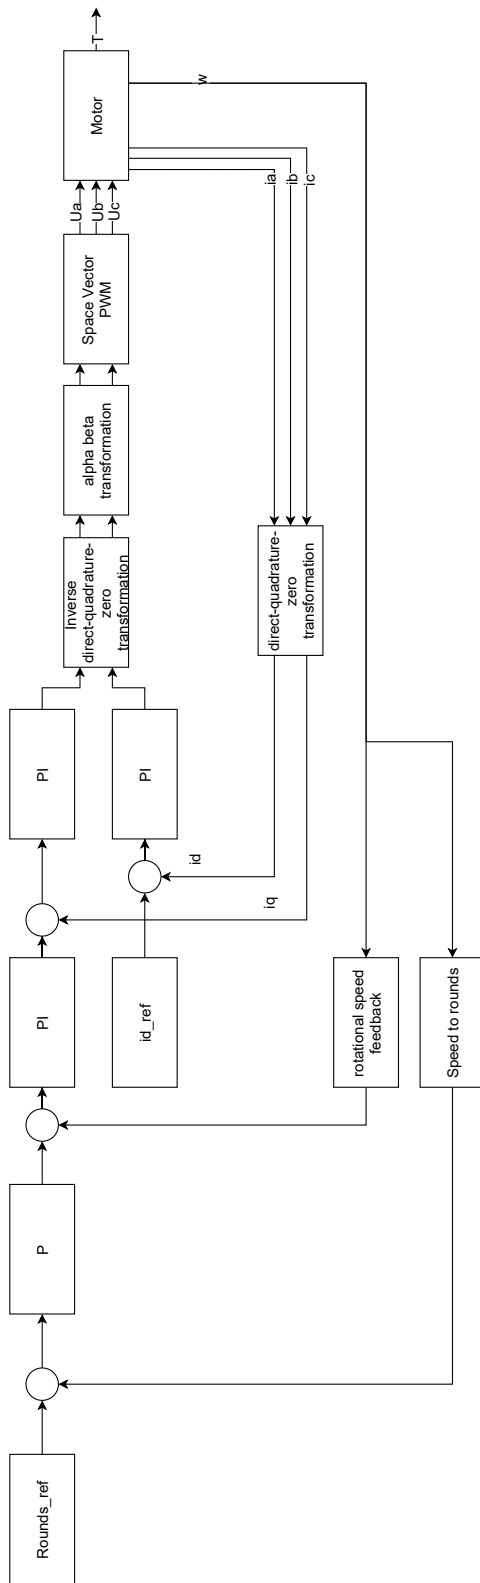 Rounds_ref
P
PI
id_ref
PI
PI
iq
id
Inverse
direct-quadrature-
zero
transformation
alpha beta
transformation
Space Vector
PWM
Ua
Ub
Uc
Motor
T
w
ia
ib
ic
direct-quadrature-
zero
transformation
rotational speed
feedback
Speed to rounds